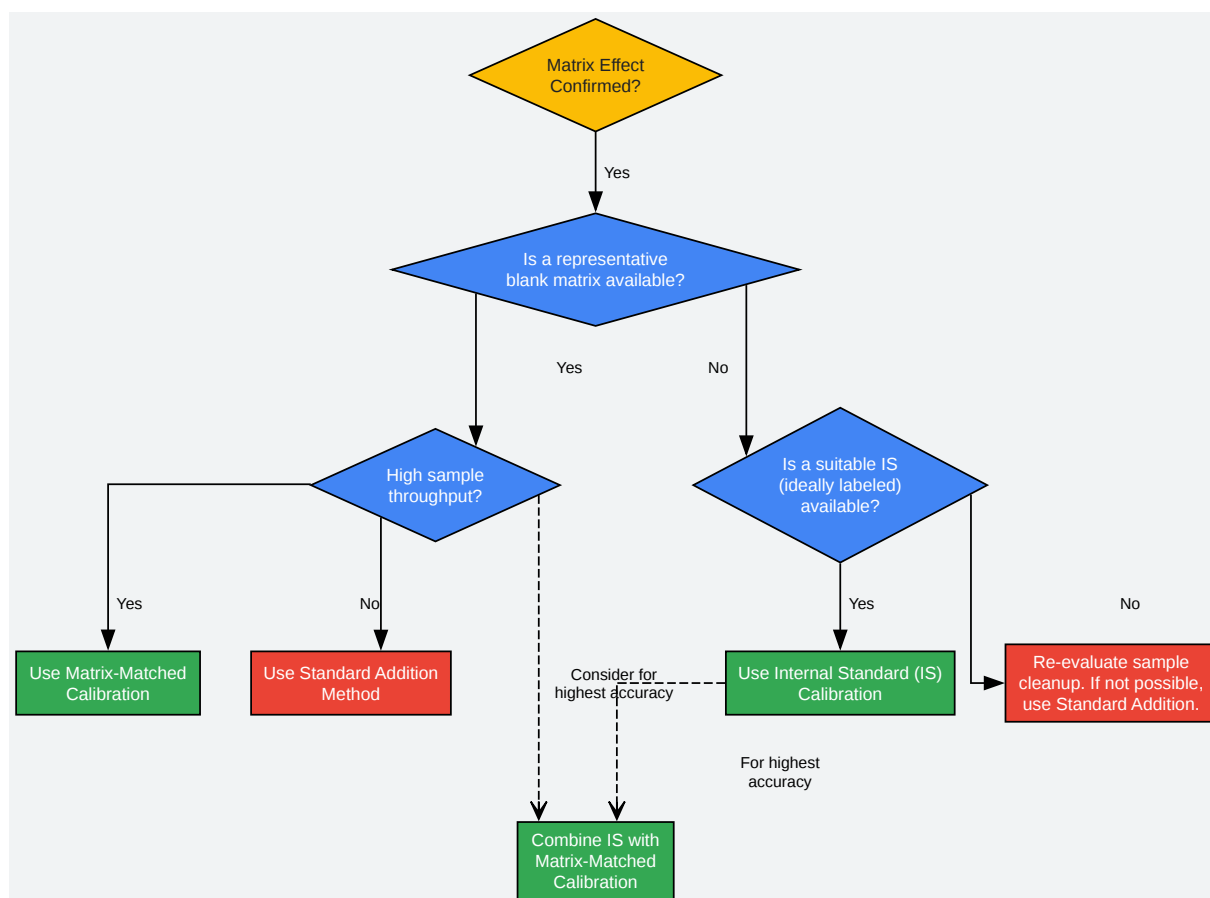 Matrix Effect
Confirmed?
Yes
Is a representative
blank matrix available?
Yes
No
High sample
throughput?
Is a suitable IS
(ideally labeled)
available?
Yes
No
Yes
No
Use Matrix-Matched
Calibration
Use Standard Addition
Method
Consider for
highest accuracy
Use Internal Standard (IS)
Calibration
Re-evaluate sample
cleanup. If not possible,
use Standard Addition.
For highest
accuracy
Combine IS with
Matrix-Matched
Calibration